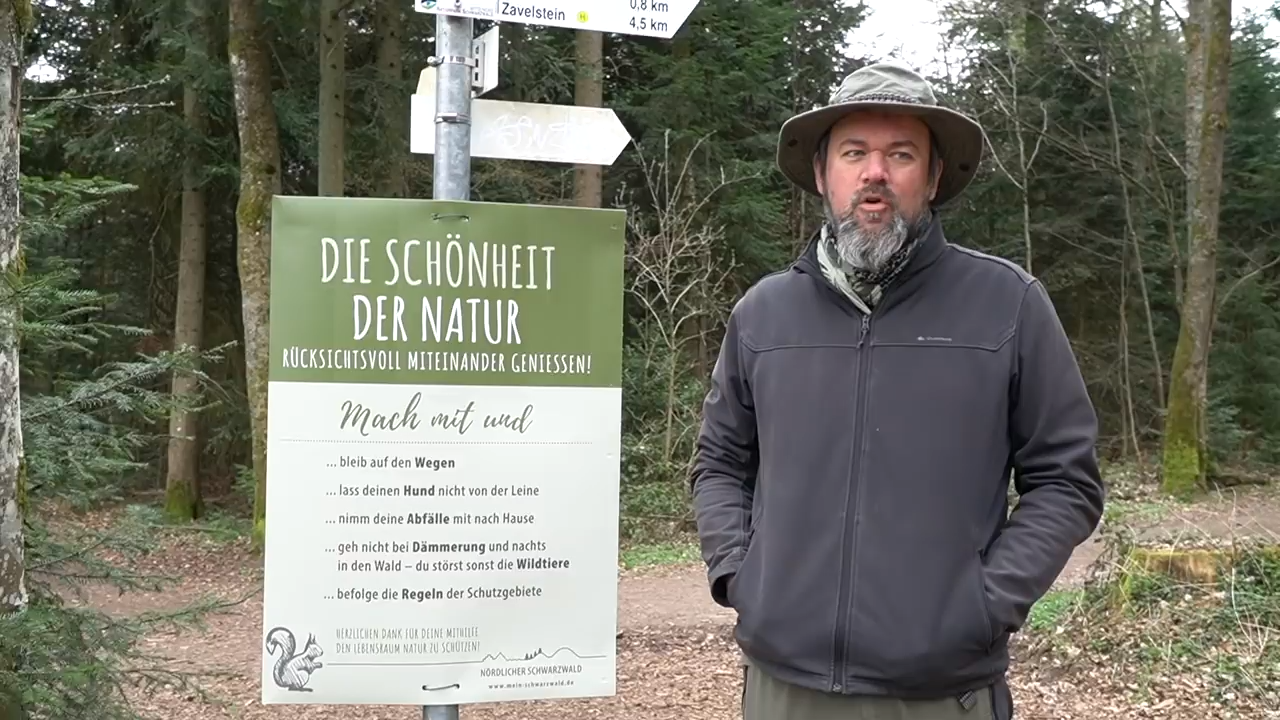 0,8 km
Zavelstein
4,5 km
DIE SCHÖNHEIT
DER NATUR
RÜCKSICHTSVOLL MITEINANDER GENIESSEN!
Mach mit und
... bleib auf den Wegen
... lass deinen Hund nicht von der Leine
... nimm deine Abfälle mit nach Hause
... geh nicht bei Dämmerung und nachts
in den Wald – du störst sonst die Wildtiere
... befolge die Regeln der Schutzgebiete
HERZLICHEN DANK FÜR DEINE MITHILFE
DEN LEBENSRAUM NATUR ZU SCHÜTZEN!
NÖRDLICHER SCHWARZWALD
www.mein-schwarzwald.de